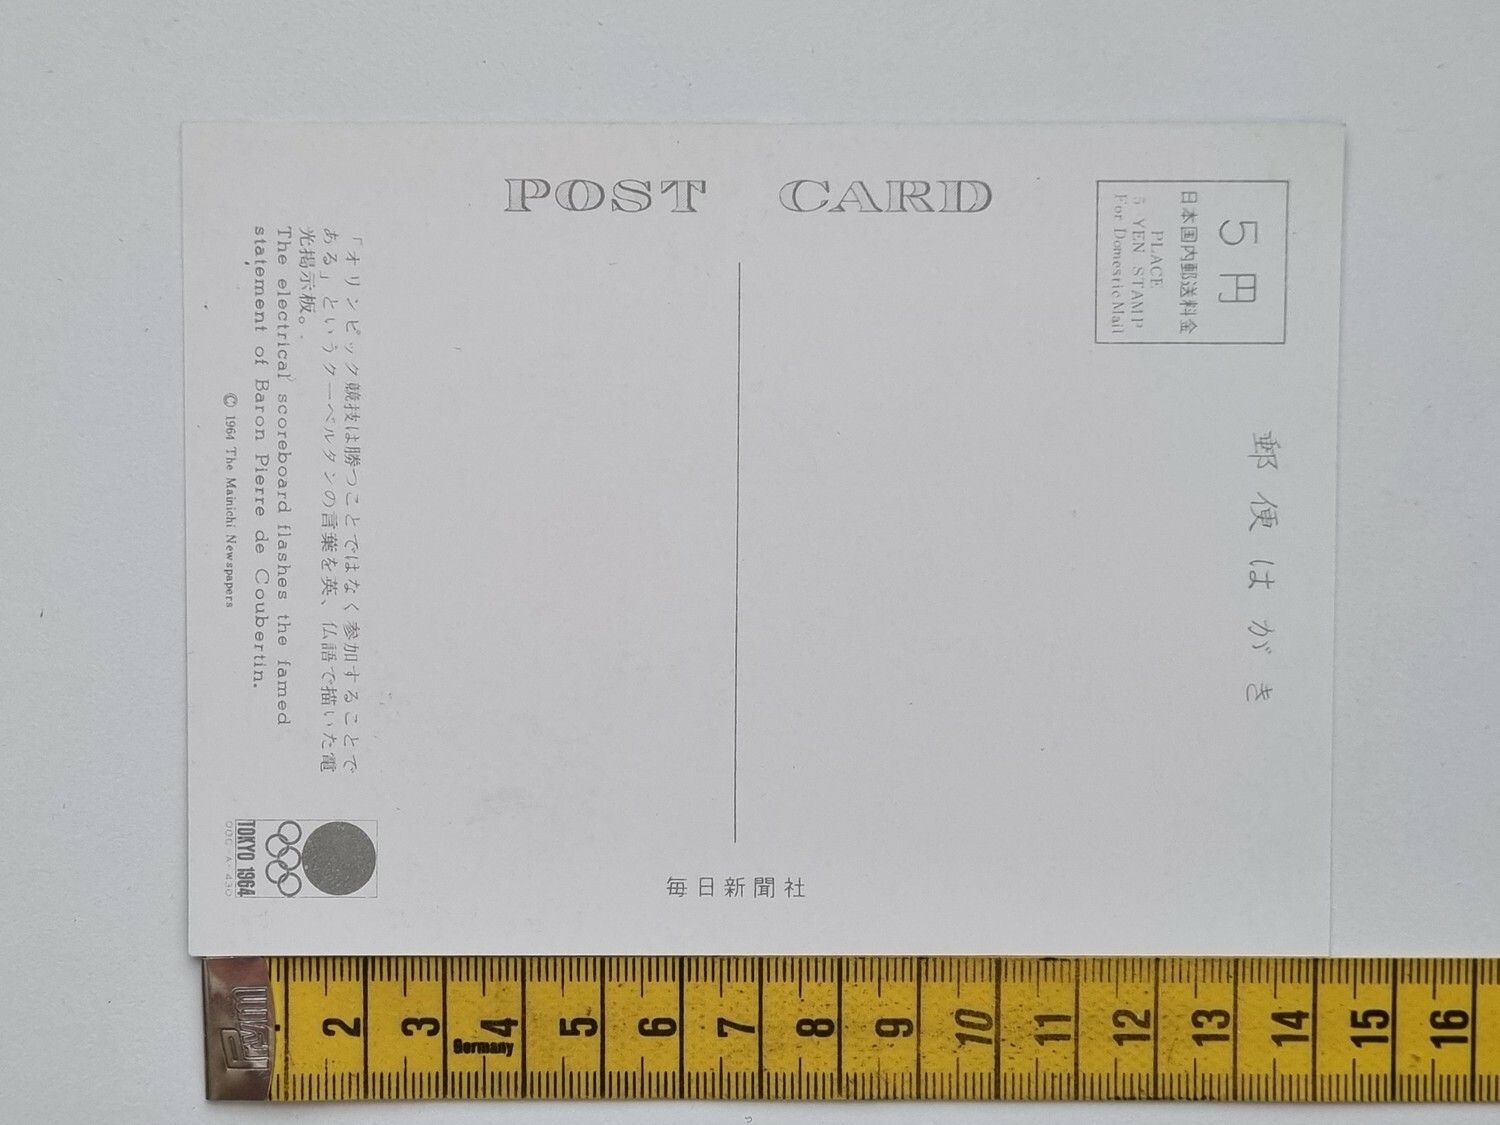 POST CARD
5円
日本国内郵送料金
PLACE
5 YEN STAMP
For Domestic Mail
郵便はがき
「オリンピック競技は勝つことではなく参加することで
ある」というクーベルタンの言葉を英、仏語で描いた電
光掲示板。
The electrical scoreboard flashes the famed
statement of Baron Pierre de Coubertin.
© 1964 The Mainichi Newspapers
TOKYO 1964
OOC A-430
毎日新聞社
2 3 4 5 6 7 8 9 10 11 12 13 14 15 16
Germany